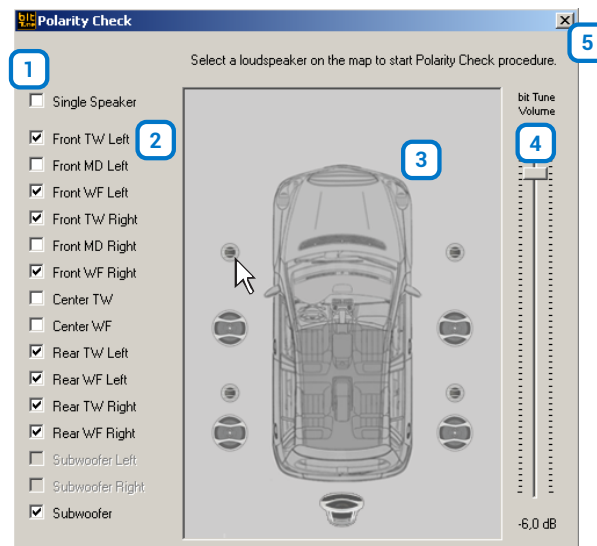 bit Tune
Polarity Check
5
1
Select a loudspeaker on the map to start Polarity Check procedure.
Single Speaker
bit Tune
Volume
Front TW Left
2
3
4
Front MD Left
Front WF Left
Front TW Right
Front MD Right
Front WF Right
Center TW
Center WF
Rear TW Left
Rear WF Left
Rear TW Right
Rear WF Right
Subwoofer Left
Subwoofer Right
Subwoofer
-6,0 dB